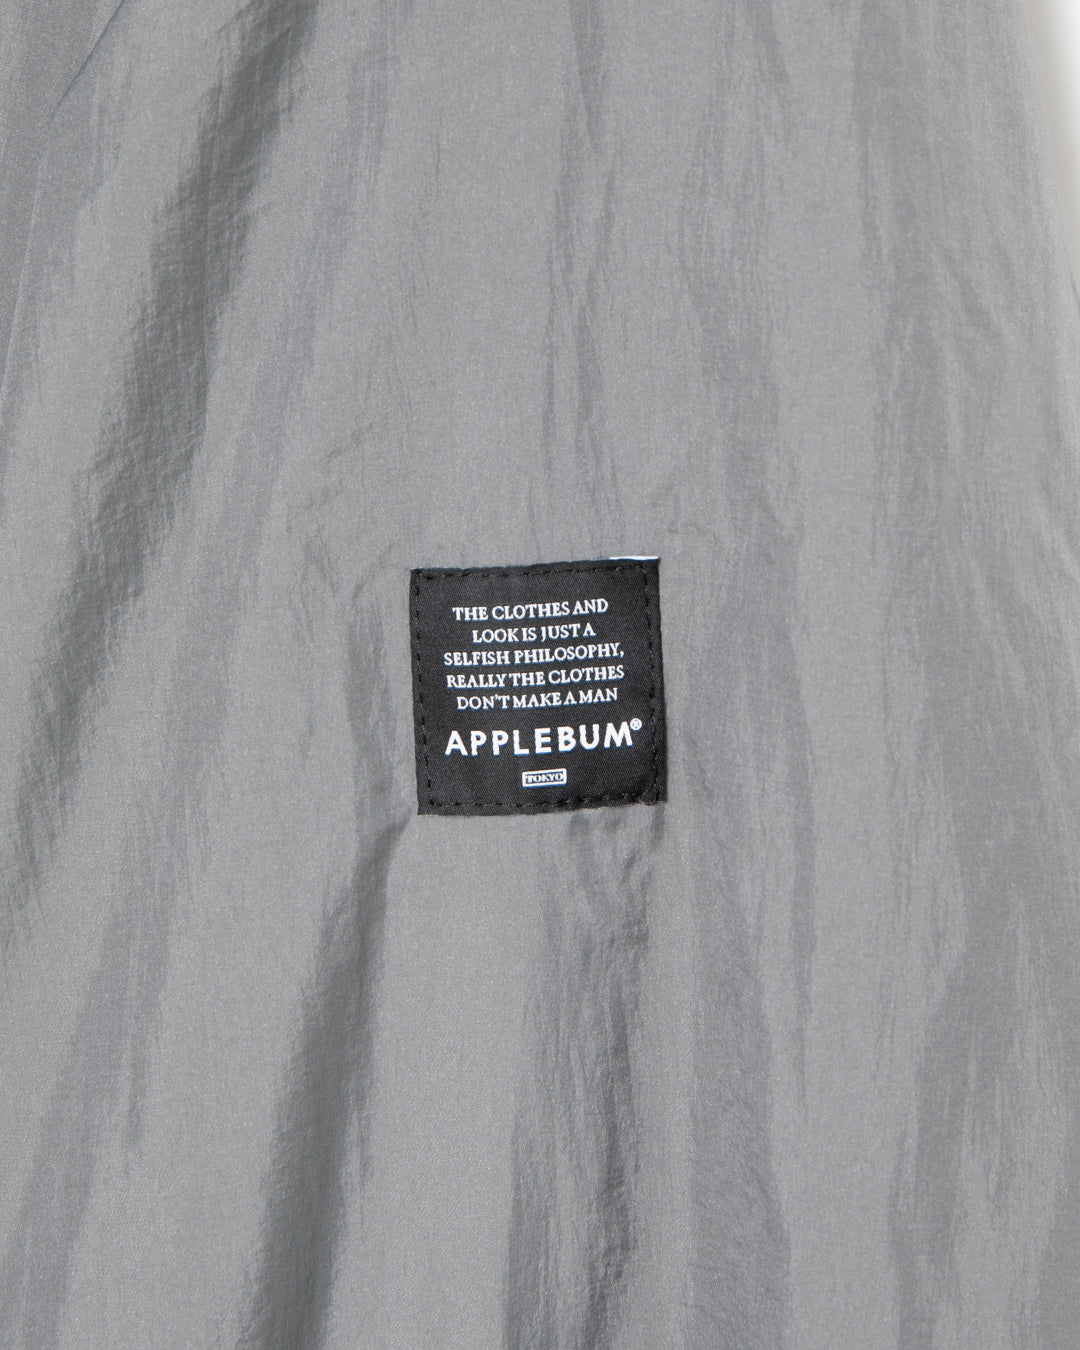 THE CLOTHES AND
LOOK IS JUST A
SELFISH PHILOSOPHY,
REALLY THE CLOTHES
DON'T MAKE A MAN
APPLEBUM®
TOKYO